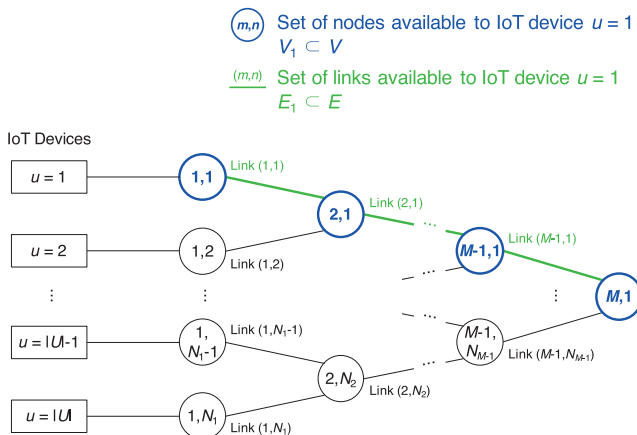 m,n Set of nodes available to IoT device u = 1
V₁ ⊂ V
(m,n) Set of links available to IoT device u = 1
E₁ ⊂ E
IoT Devices
u = 1
1,1
Link (1,1)
2,1
Link (2,1)
...
u = 2
1,2
Link (1,2)
M-1,1
Link (M-1,1)
...
⋮
⋮
⋮
M,1
u = |U|-1
1,
N₁-1
Link (1,N₁-1)
M-1,
N_{M-1}
Link (M-1,N_{M-1})
...
2,N₂
Link (2,N₂)
...
u = |U|
1,N₁
Link (1,N₁)